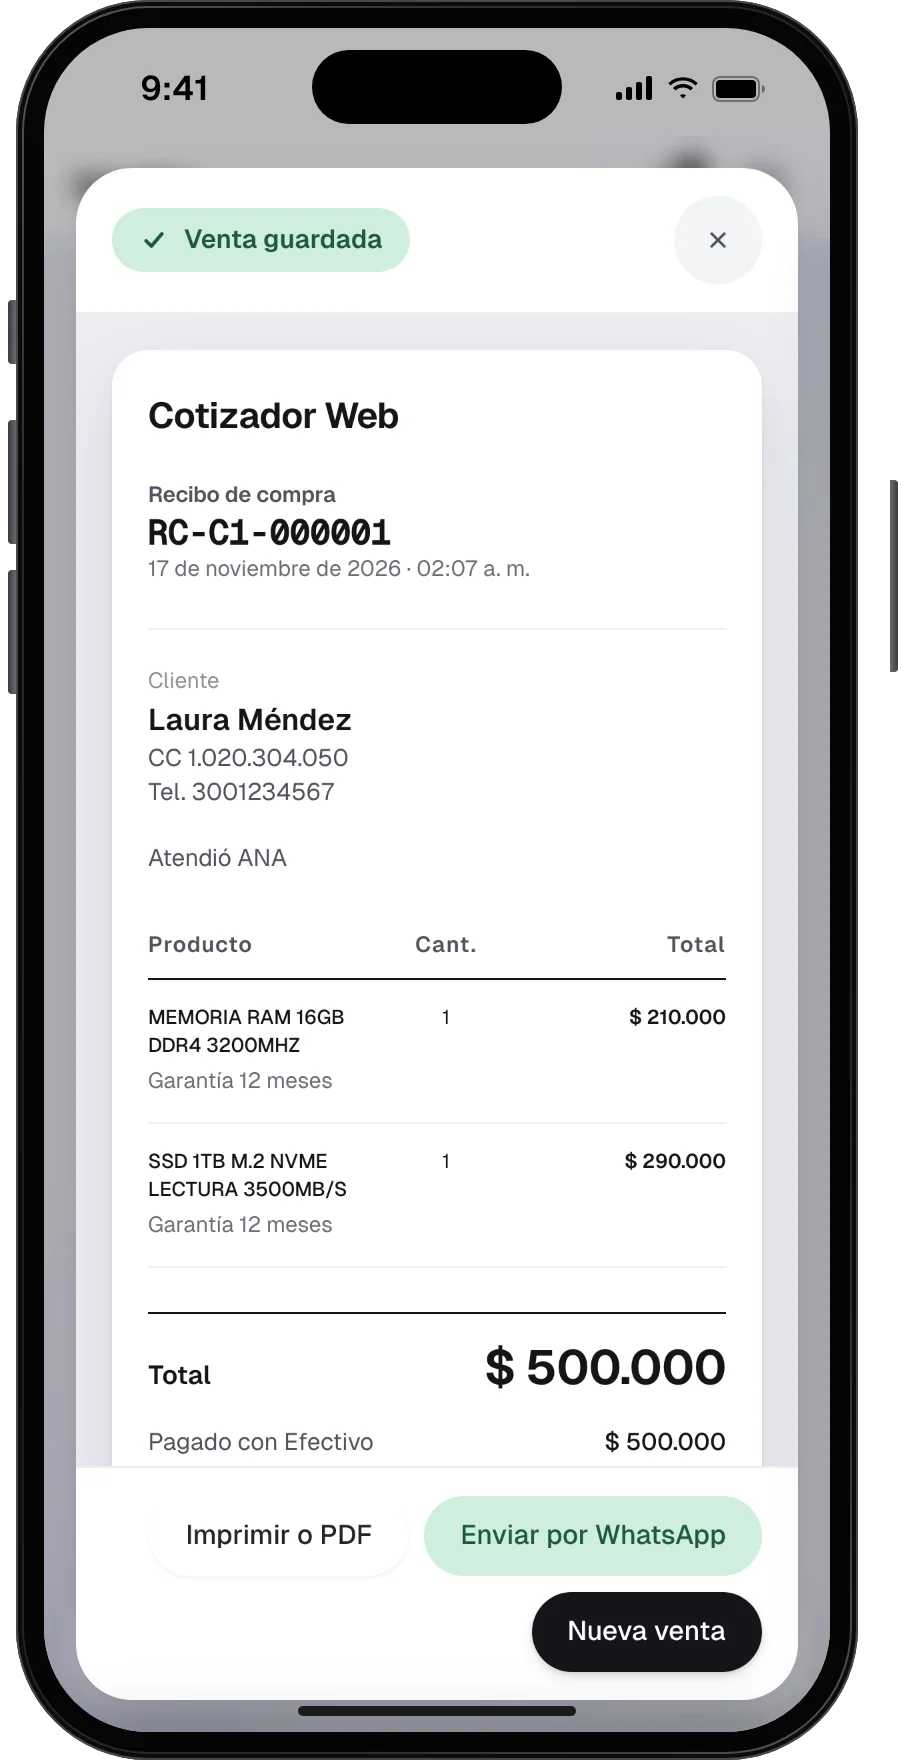 9:41
Venta guardada
Cotizador Web
Recibo de compra
RC-C1-000001
17 de noviembre de 2026 · 02:07 a. m.
Cliente
Laura Méndez
CC 1.020.304.050
Tel. 3001234567
Atendió ANA
Producto Cant. Total
MEMORIA RAM 16GB 1 $ 210.000
DDR4 3200MHZ
Garantía 12 meses
SSD 1TB M.2 NVME 1 $ 290.000
LECTURA 3500MB/S
Garantía 12 meses
Total $ 500.000
Pagado con Efectivo $ 500.000
Imprimir o PDF Enviar por WhatsApp
Nueva venta